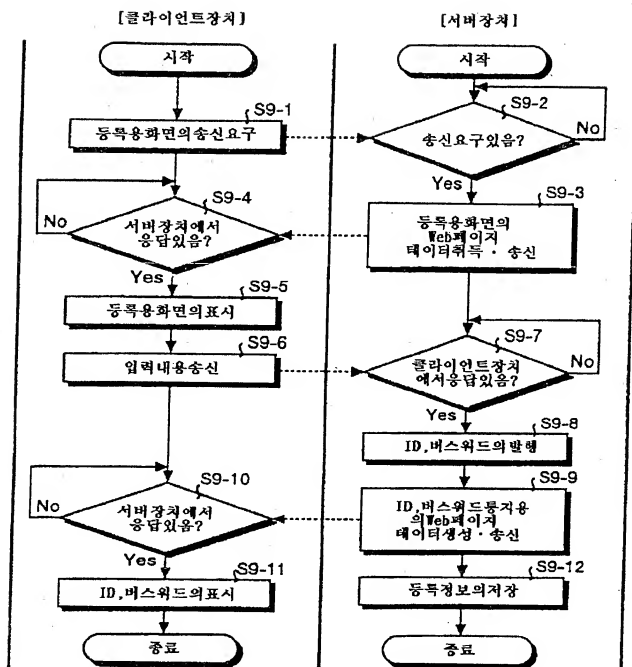 [클라이언트장치]
[서버장치]
시작
시작
S9-1
등록용화면의송신요구
S9-2
송신요구있음?
No
Yes
S9-3
등록용화면의
Web페이지
데이터취득 · 송신
S9-4
서버장치에서
응답있음?
No
Yes
S9-5
등록용화면의표시
S9-6
입력내용송신
S9-7
클라이언트장치
에서응답있음?
No
Yes
S9-8
ID,버스워드의발행
S9-9
ID,버스워드통지용
의Web페이지
데이터생성 · 송신
S9-10
서버장치에서
응답있음?
No
Yes
S9-11
ID,버스워드의표시
S9-12
등록정보의저장
종료
종료